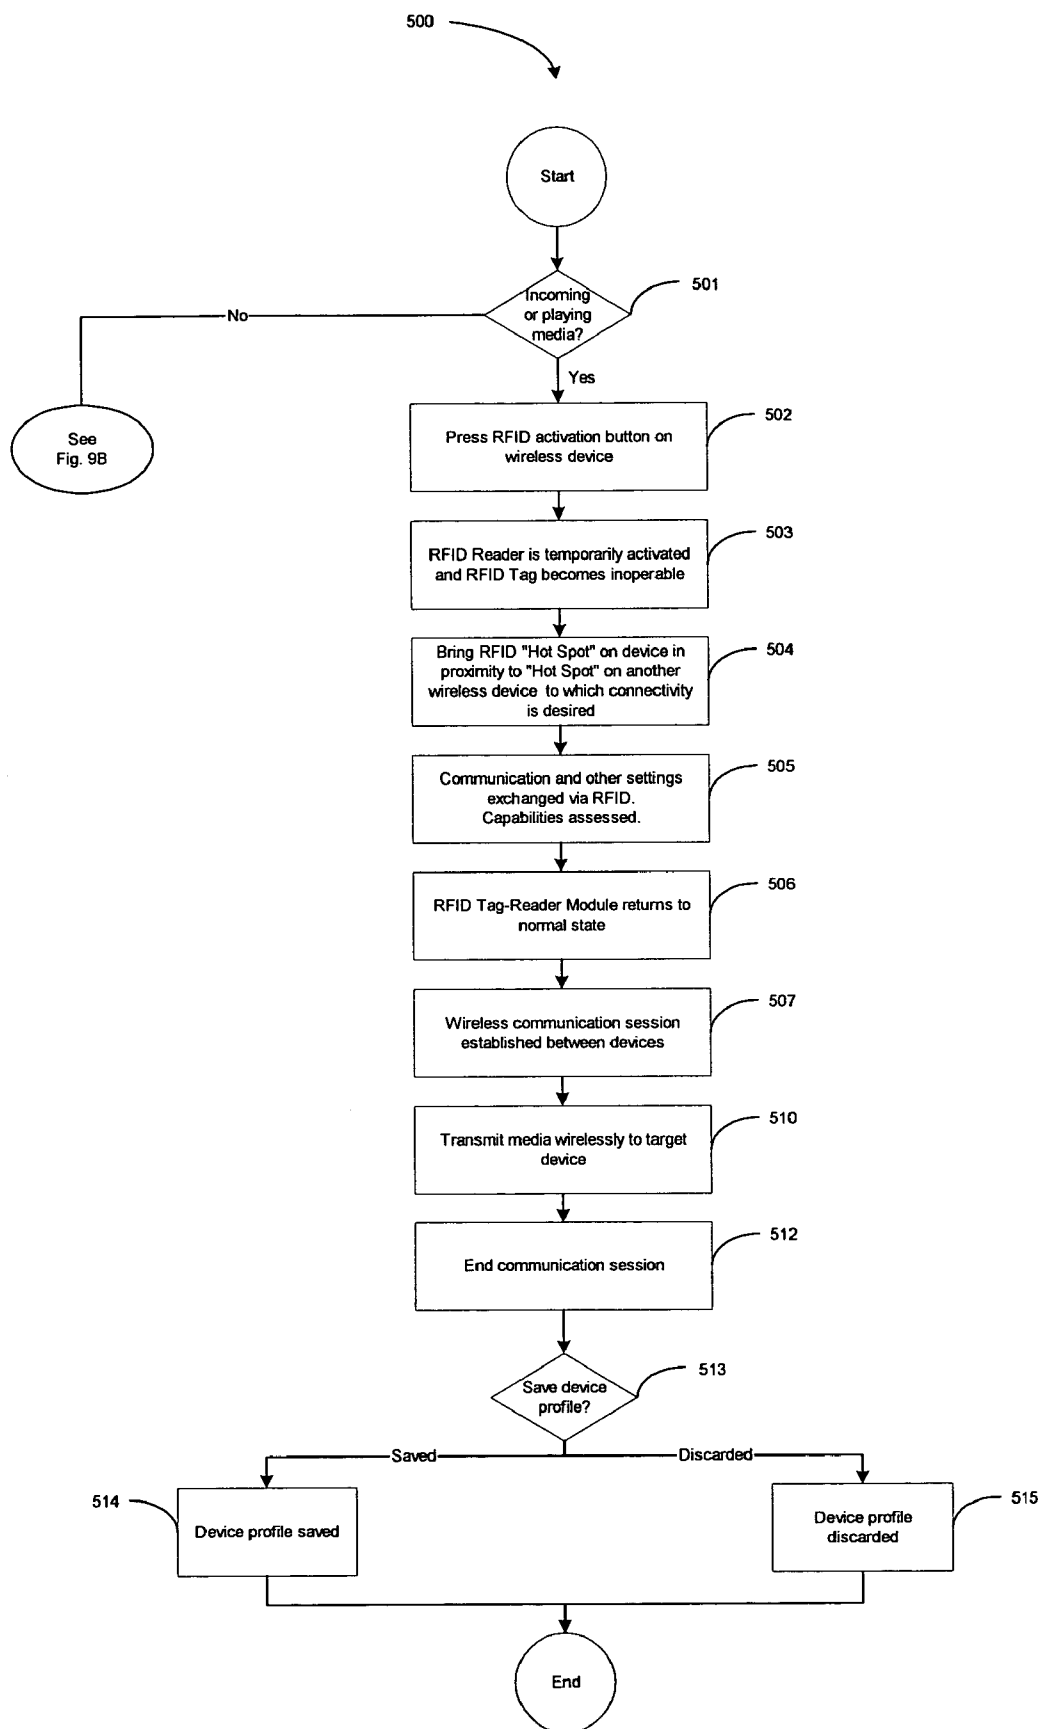 500
Start
Incoming
or playing
media?
501
No
Yes
See
Fig. 9B
Press RFID activation button on
wireless device
502
RFID Reader is temporarily activated
and RFID Tag becomes inoperable
503
Bring RFID "Hot Spot" on device in
proximity to "Hot Spot" on another
wireless device to which connectivity
is desired
504
Communication and other settings
exchanged via RFID.
Capabilities assessed.
505
RFID Tag-Reader Module returns to
normal state
506
Wireless communication session
established between devices
507
Transmit media wirelessly to target
device
510
End communication session
512
Save device
profile?
513
Saved
Discarded
514
Device profile saved
Device profile
discarded
515
End